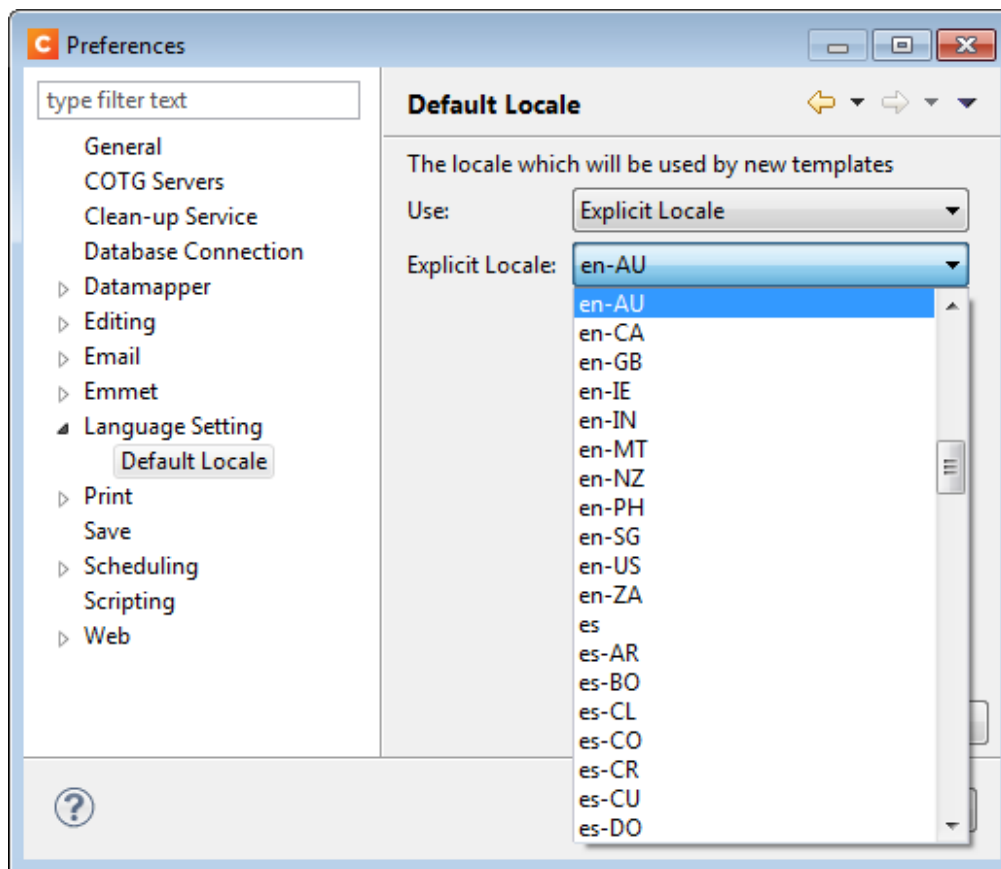 C Preferences
type filter text
General
COTG Servers
Clean-up Service
Database Connection
Datamapper
Editing
Email
Emmet
Language Setting
Default Locale
Print
Save
Scheduling
Scripting
Web
Default Locale
The locale which will be used by new templates
Use: Explicit Locale
Explicit Locale: en-AU
en-AU
en-CA
en-GB
en-IE
en-IN
en-MT
en-NZ
en-PH
en-SG
en-US
en-ZA
es
es-AR
es-BO
es-CL
es-CO
es-CR
es-CU
es-DO
?